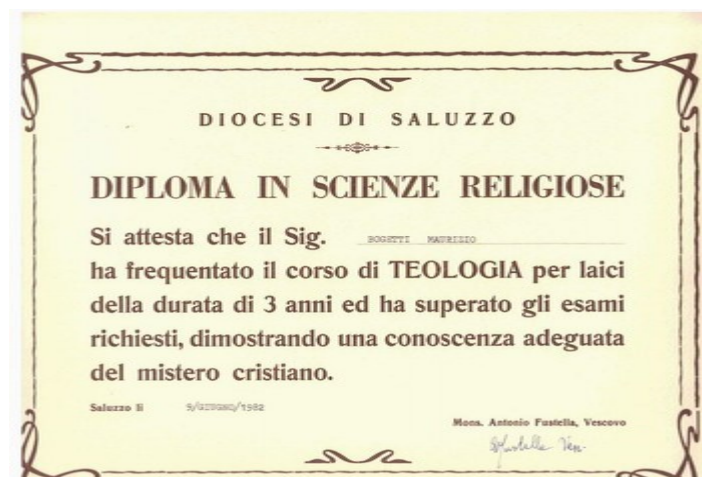 DIOCESI DI SALUZZO
DIPLOMA IN SCIENZE RELIGIOSE
Si attesta che il Sig. BOGETTI MAURIZIO
ha frequentato il corso di TEOLOGIA per laici
della durata di 3 anni ed ha superato gli esami
richiesti, dimostrando una conoscenza adeguata
del mistero cristiano.
Saluzzo li 9/GIUGNO/1982
Mons. Antonio Fustella, Vescovo